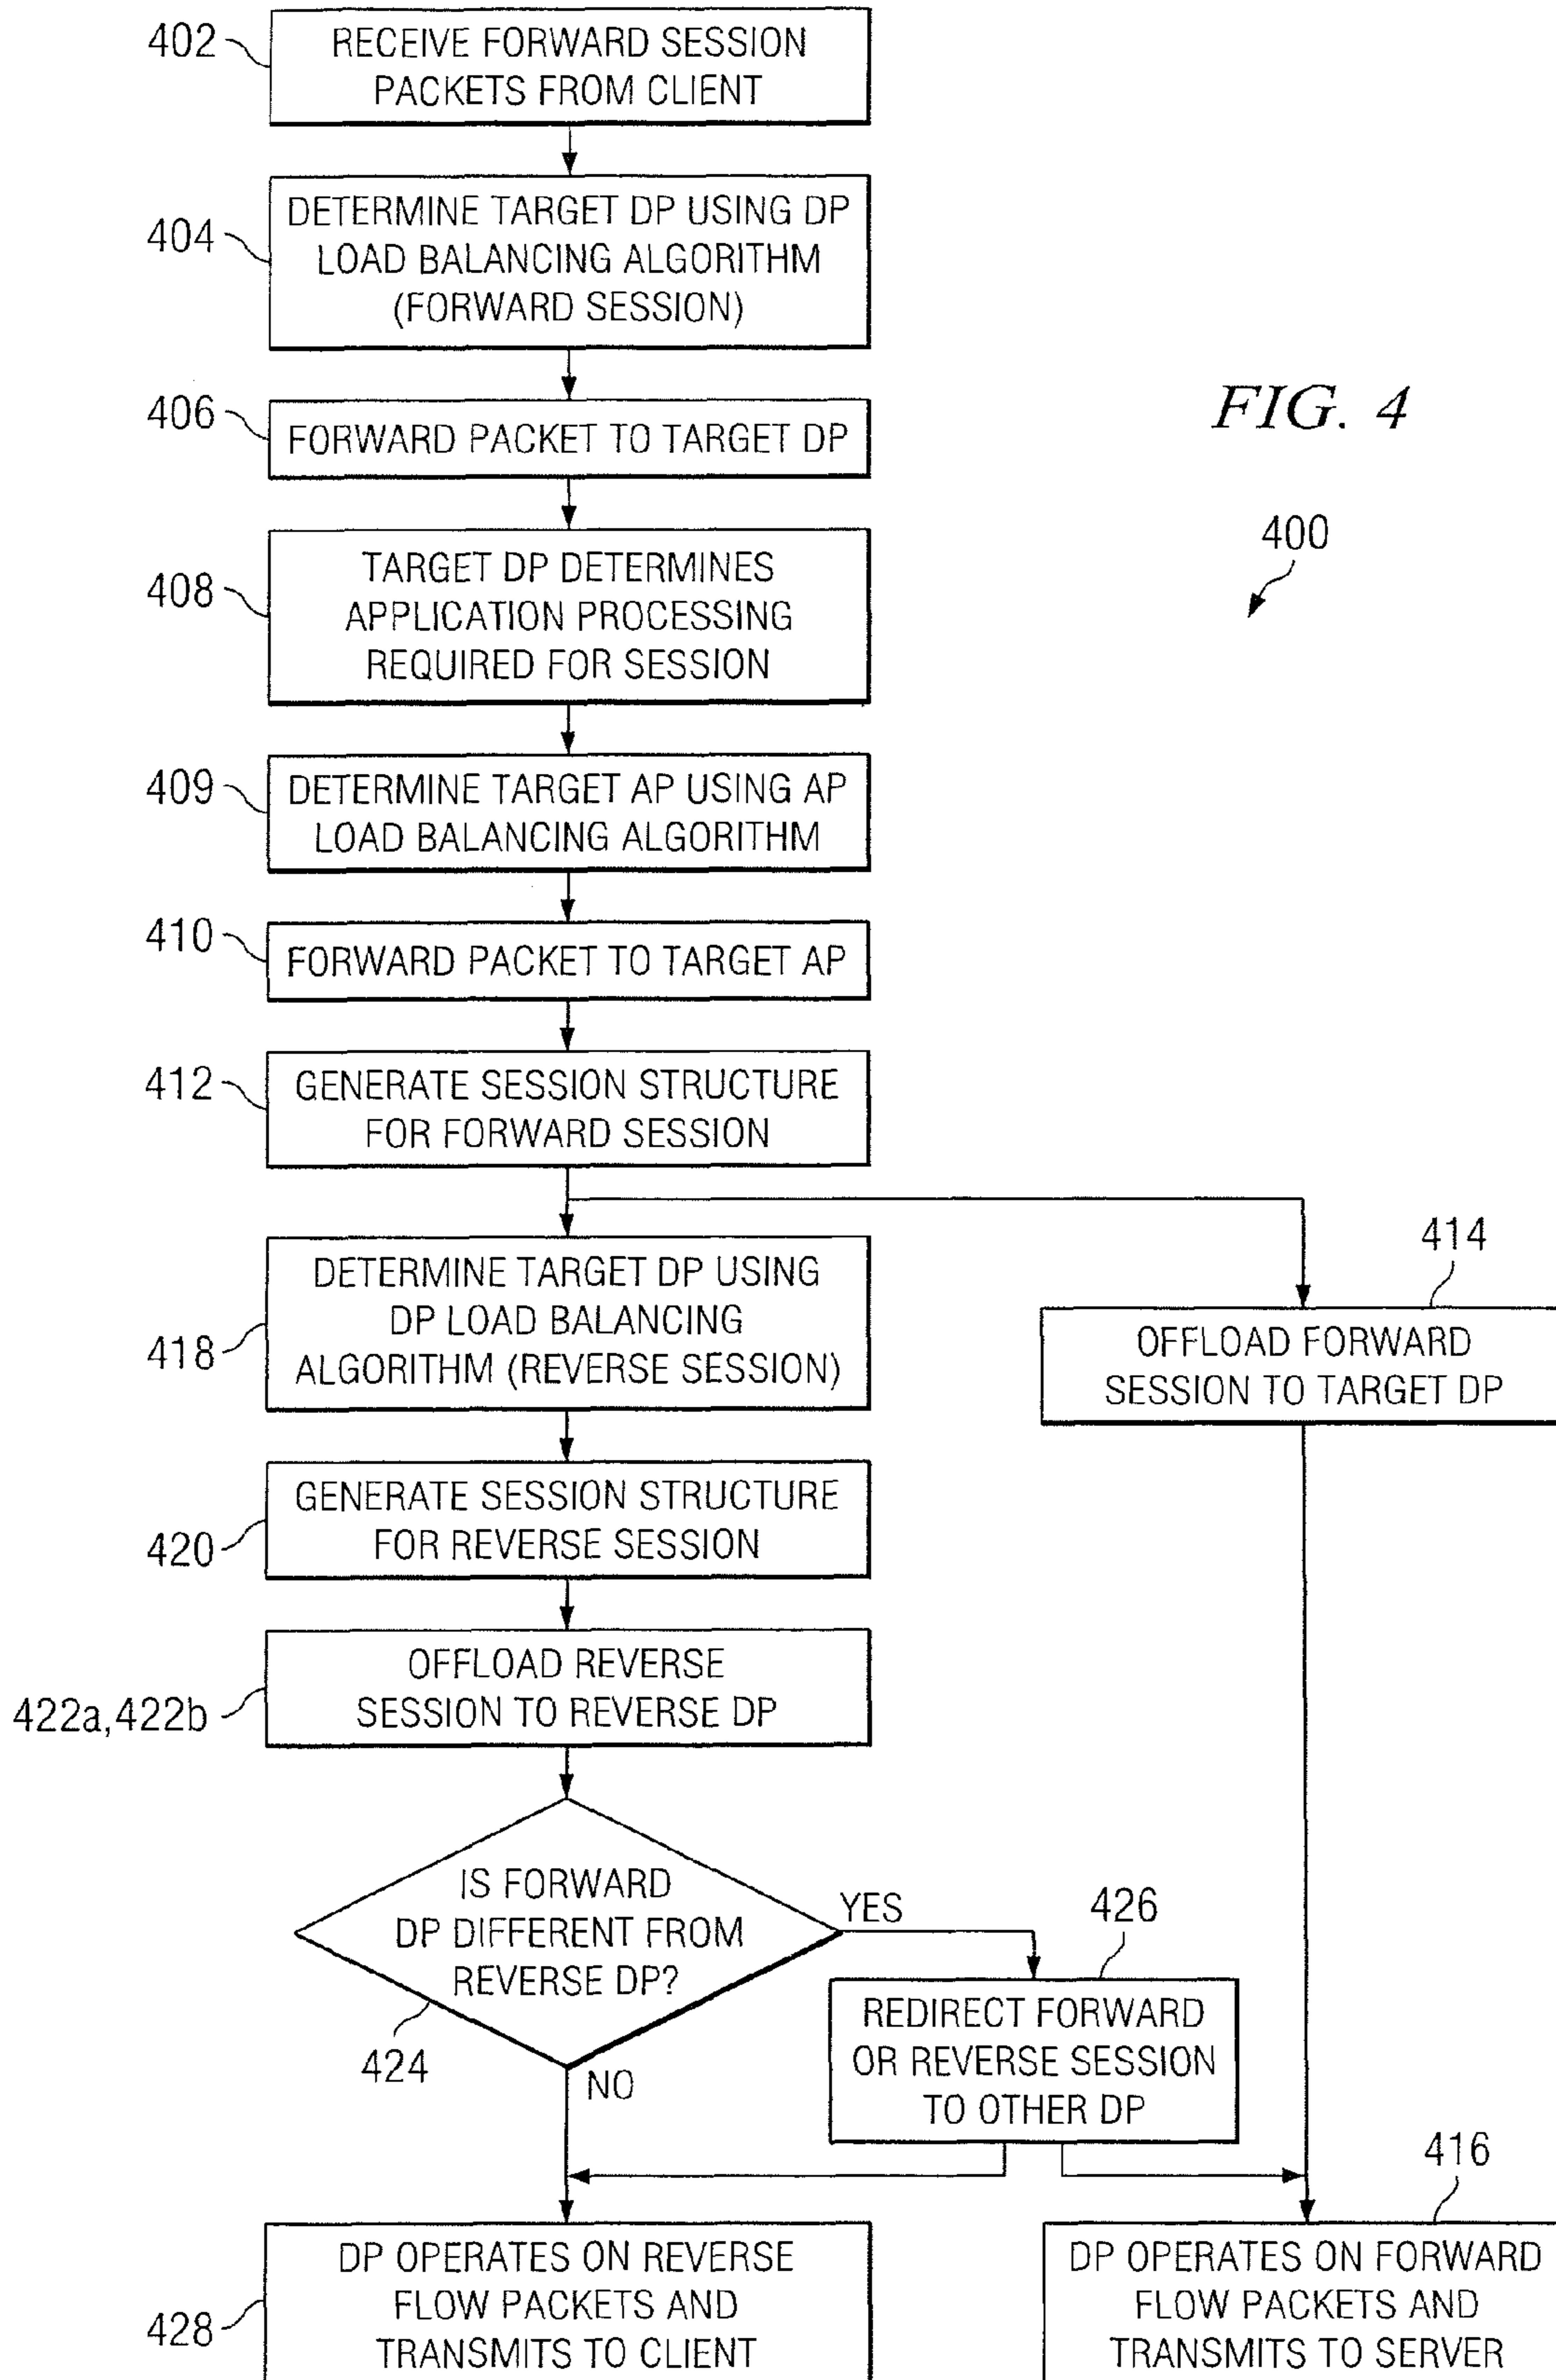 402
RECEIVE FORWARD SESSION
PACKETS FROM CLIENT
404
DETERMINE TARGET DP USING DP
LOAD BALANCING ALGORITHM
(FORWARD SESSION)
406
FORWARD PACKET TO TARGET DP
FIG. 4
400
408
TARGET DP DETERMINES
APPLICATION PROCESSING
REQUIRED FOR SESSION
409
DETERMINE TARGET AP USING AP
LOAD BALANCING ALGORITHM
410
FORWARD PACKET TO TARGET AP
412
GENERATE SESSION STRUCTURE
FOR FORWARD SESSION
418
DETERMINE TARGET DP USING
DP LOAD BALANCING
ALGORITHM (REVERSE SESSION)
414
OFFLOAD FORWARD
SESSION TO TARGET DP
420
GENERATE SESSION STRUCTURE
FOR REVERSE SESSION
422a,422b
OFFLOAD REVERSE
SESSION TO REVERSE DP
IS FORWARD
DP DIFFERENT FROM
REVERSE DP?
424
YES
NO
426
REDIRECT FORWARD
OR REVERSE SESSION
TO OTHER DP
428
DP OPERATES ON REVERSE
FLOW PACKETS AND
TRANSMITS TO CLIENT
416
DP OPERATES ON FORWARD
FLOW PACKETS AND
TRANSMITS TO SERVER